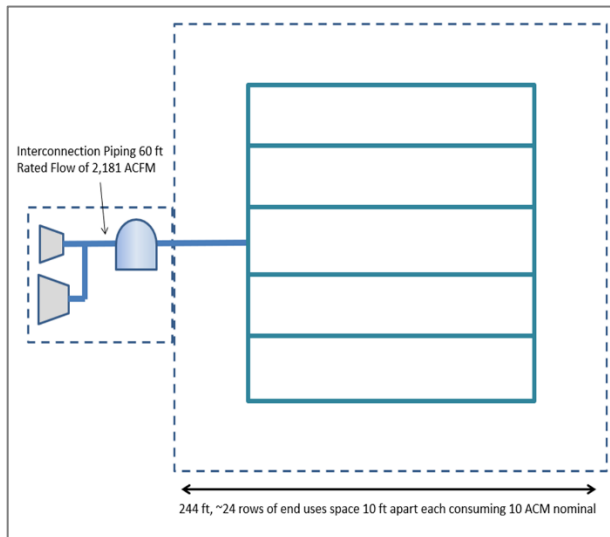 Interconnection Piping 60 ft
Rated Flow of 2,181 ACFM
244 ft, ~24 rows of end uses space 10 ft apart each consuming 10 ACM nominal